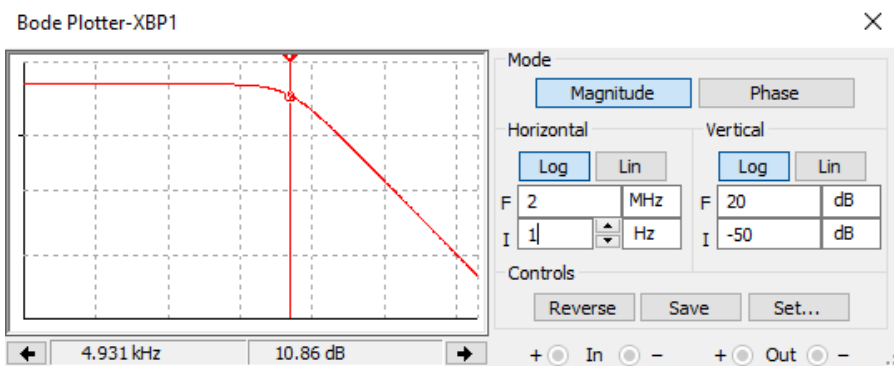 Bode Plotter-XBP1
Mode
Magnitude Phase
Horizontal Vertical
Log Lin Log Lin
F 2 MHz F 20 dB
I 1 Hz I -50 dB
Controls
Reverse Save Set...
4.931 kHz 10.86 dB + In − + Out −